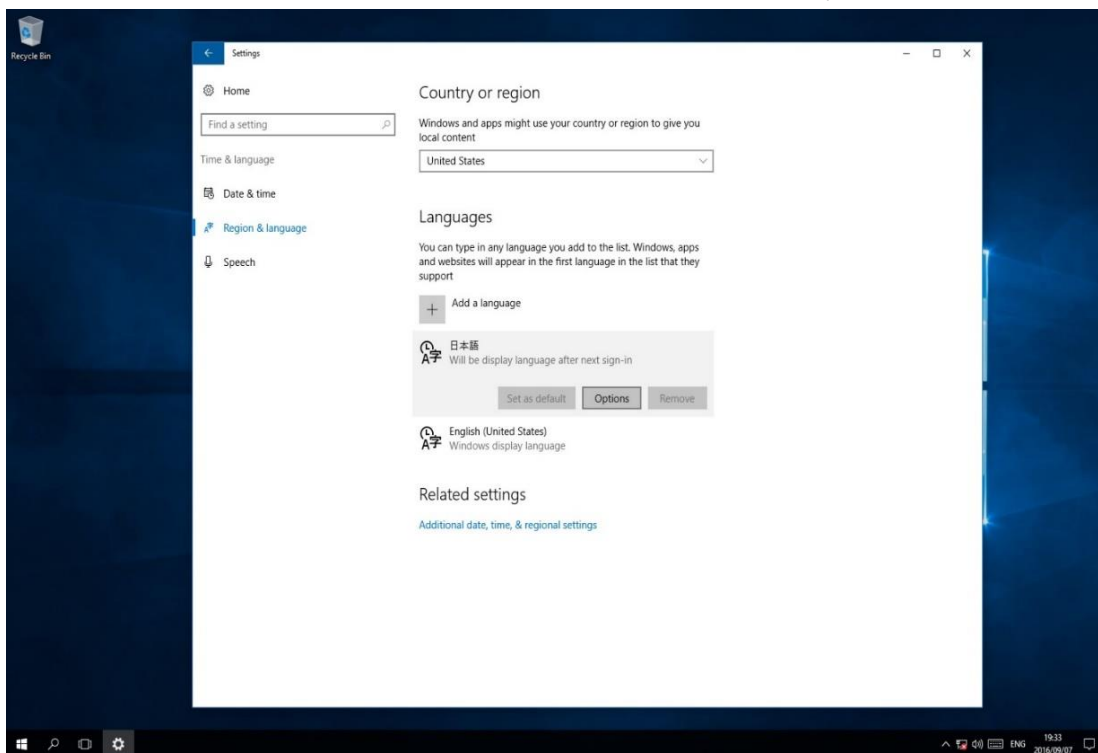 Recycle Bin
Settings
Home
Find a setting
Time & language
Date & time
Region & language
Speech
Country or region
Windows and apps might use your country or region to give you
local content
United States
Languages
You can type in any language you add to the list. Windows, apps
and websites will appear in the first language in the list that they
support
Add a language
日本語
Will be display language after next sign-in
Set as default Options Remove
English (United States)
Windows display language
Related settings
Additional date, time, & regional settings
ENG
19:33
2016/09/07